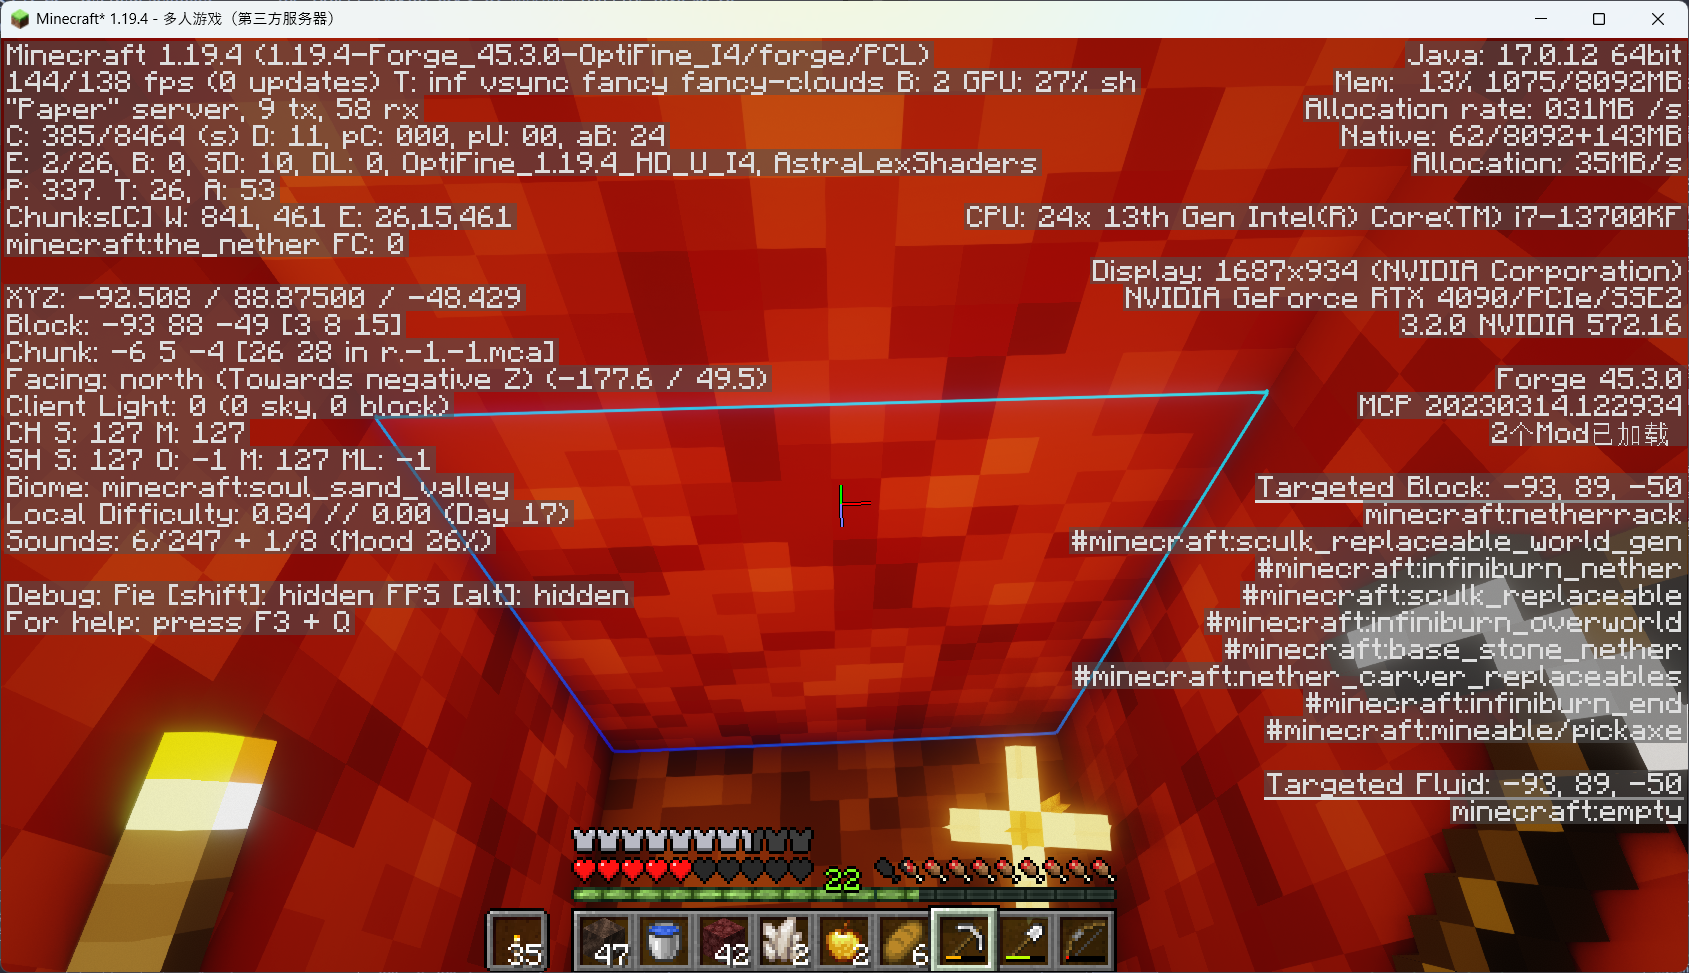 Minecraft* 1.19.4 - 多人游戏（第三方服务器）
Minecraft 1.19.4 (1.19.4-Forge_45.3.0-OptiFine_I4/forge/PCL)
144/138 fps (0 updates) T: inf vsync fancy fancy-clouds B: 2 GPU: 27% sh
"Paper" server, 9 tx, 58 rx
C: 385/8464 (s) D: 11, pC: 000, pU: 00, aB: 24
E: 2/26, B: 0, SD: 10, DL: 0, OptiFine_1.19.4_HD_U_I4, AstraLexShaders
P: 337. T: 26, A: 53
Chunks[C] W: 841, 461 E: 26,15,461
minecraft:the_nether FC: 0
XYZ: -92.508 / 88.87500 / -48.429
Block: -93 88 -49 [3 8 15]
Chunk: -6 5 -4 [26 28 in r.-1.-1.mca]
Facing: north (Towards negative Z) (-177.6 / 49.5)
Client Light: 0 (0 sky, 0 block)
CH S: 127 M: 127
SH S: 127 O: -1 M: 127 ML: -1
Biome: minecraft:soul_sand_valley
Local Difficulty: 0.84 // 0.00 (Day 17)
Sounds: 6/247 + 1/8 (Mood 26%)
Debug: Pie [shift]: hidden FPS [alt]: hidden
For help: press F3 + Q
Java: 17.0.12 64bit
Mem: 13% 1075/8092MB
Allocation rate: 031MB /s
Native: 62/8092+143MB
Allocation: 35MB/s
CPU: 24x 13th Gen Intel(R) Core(TM) i7-13700KF
Display: 1687x934 (NVIDIA Corporation)
NVIDIA GeForce RTX 4090/PCIe/SSE2
3.2.0 NVIDIA 572.16
Forge 45.3.0
MCP 20230314.122934
2个Mod已加载
Targeted Block: -93, 89, -50
minecraft:netherrack
#minecraft:sculk_replaceable_world_gen
#minecraft:infiniburn_nether
#minecraft:sculk_replaceable
#minecraft:infiniburn_overworld
#minecraft:base_stone_nether
#minecraft:nether_carver_replaceables
#minecraft:infiniburn_end
#minecraft:mineable/pickaxe
Targeted Fluid: -93, 89, -50
minecraft:empty
22
35 47 42 2 2 6